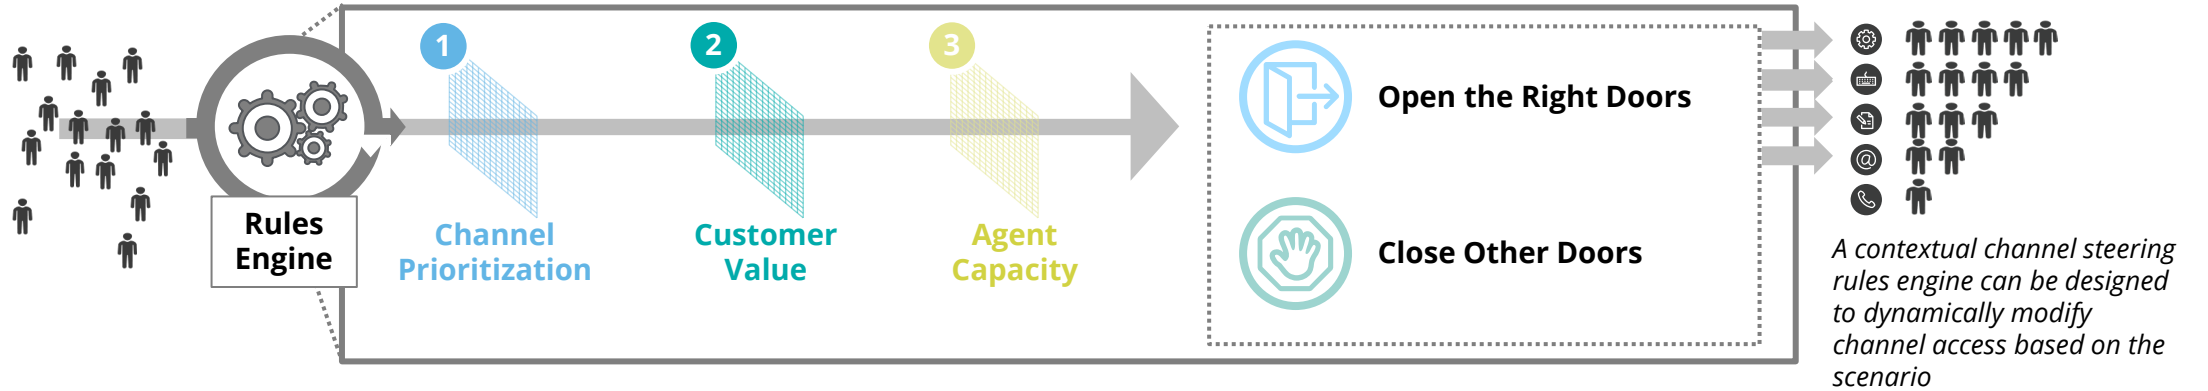 1
2
3
Rules
Engine
Channel
Prioritization
Customer
Value
Agent
Capacity
Open the Right Doors
Close Other Doors
@
A contextual channel steering
rules engine can be designed
to dynamically modify
channel access based on the
scenario